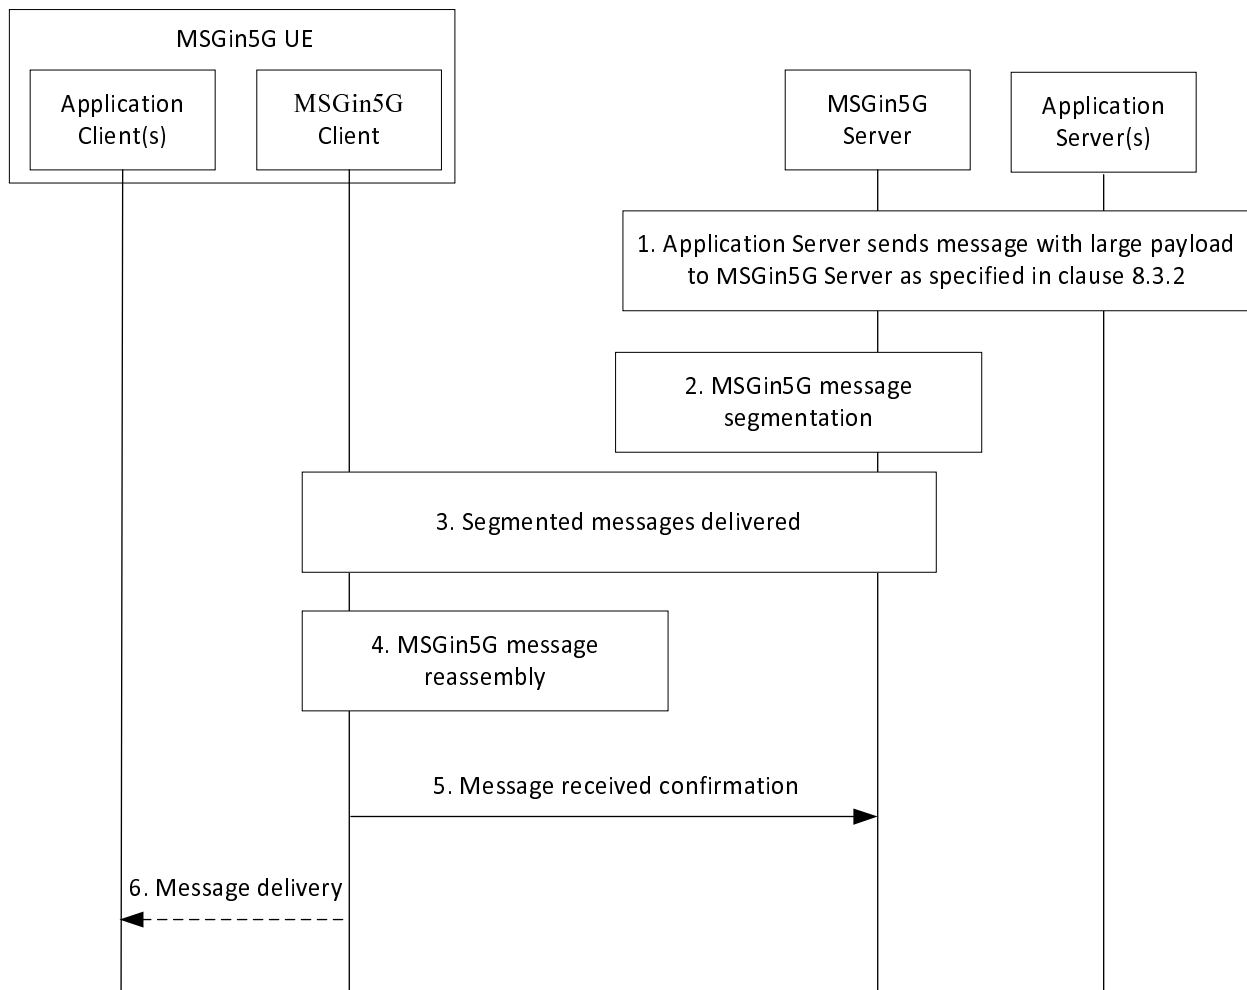 MSGin5G UE
Application
Client(s)
MSGin5G
Client
MSGin5G
Server
Application
Server(s)
1. Application Server sends message with large payload
to MSGin5G Server as specified in clause 8.3.2
2. MSGin5G message
segmentation
3. Segmented messages delivered
4. MSGin5G message
reassembly
5. Message received confirmation
6. Message delivery